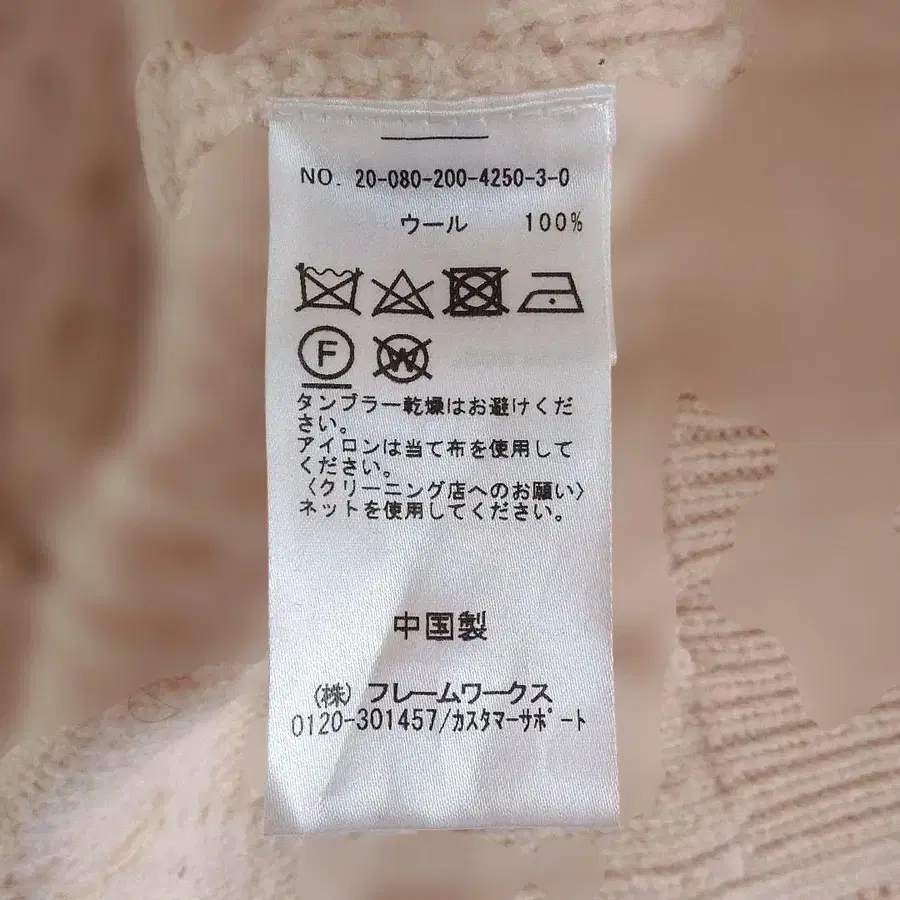 NO. 20-080-200-4250-3-0
ウール 100%
F W
タンブラー乾燥はお避けくだ
さい。
アイロンは当て布を使用して
ください。
〈クリーニング店へのお願い〉
ネットを使用してください。
中国製
(株) フレームワークス
0120-301457/カスタマーサポート